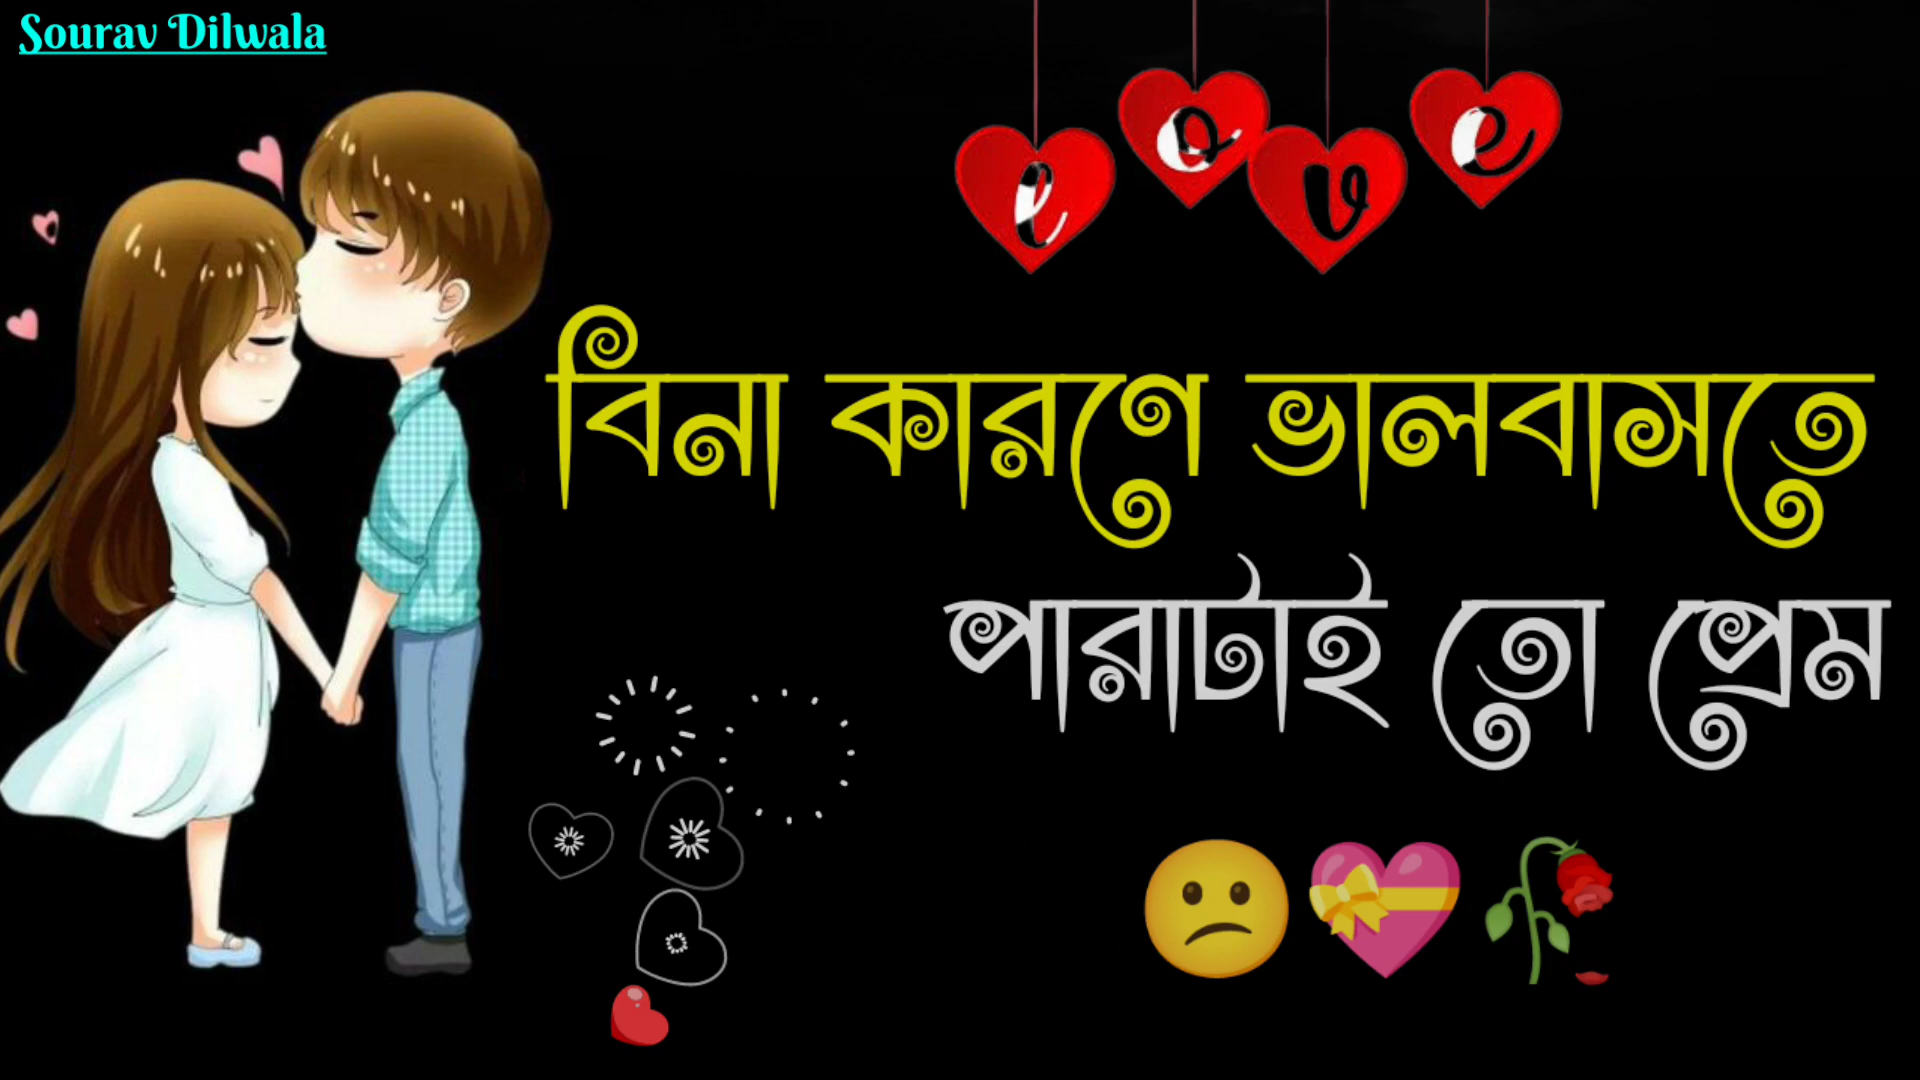 Sourav Dilwala
love
বিনা কারণে ভালবাসতে
পারাটাই তো প্রেম
😕💝🥀